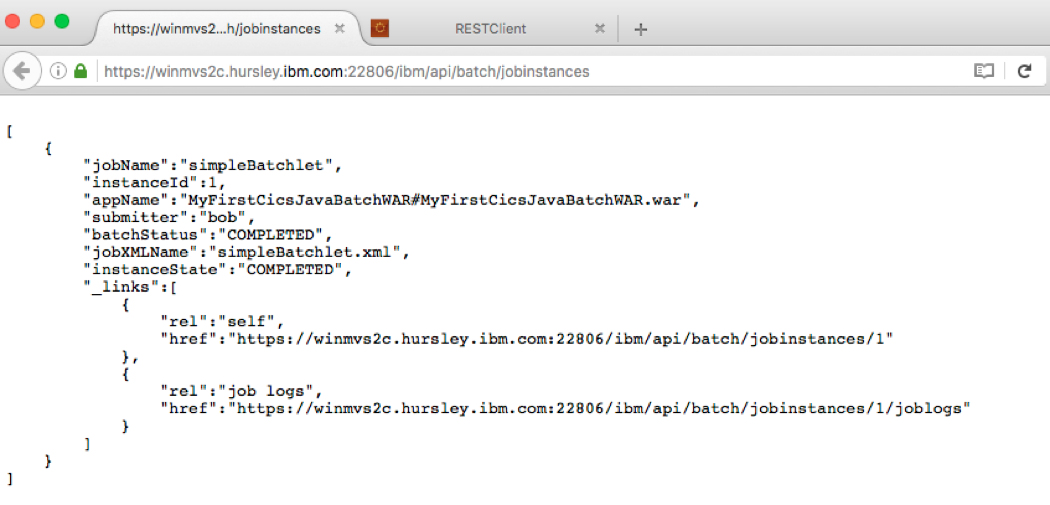 https://winmvs2...h/jobinstances
RESTClient
https://winmvs2c.hursley.ibm.com:22806/ibm/api/batch/jobinstances
[
{
"jobName":"simpleBatchlet",
"instanceId":1,
"appName":"MyFirstCicsJavaBatchWAR#MyFirstCicsJavaBatchWAR.war",
"submitter":"bob",
"batchStatus":"COMPLETED",
"jobXMLName":"simpleBatchlet.xml",
"instanceState":"COMPLETED",
"_links":[
{
"rel":"self",
"href":"https://winmvs2c.hursley.ibm.com:22806/ibm/api/batch/jobinstances/1"
},
{
"rel":"job logs",
"href":"https://winmvs2c.hursley.ibm.com:22806/ibm/api/batch/jobinstances/1/joblogs"
}
]
}
]